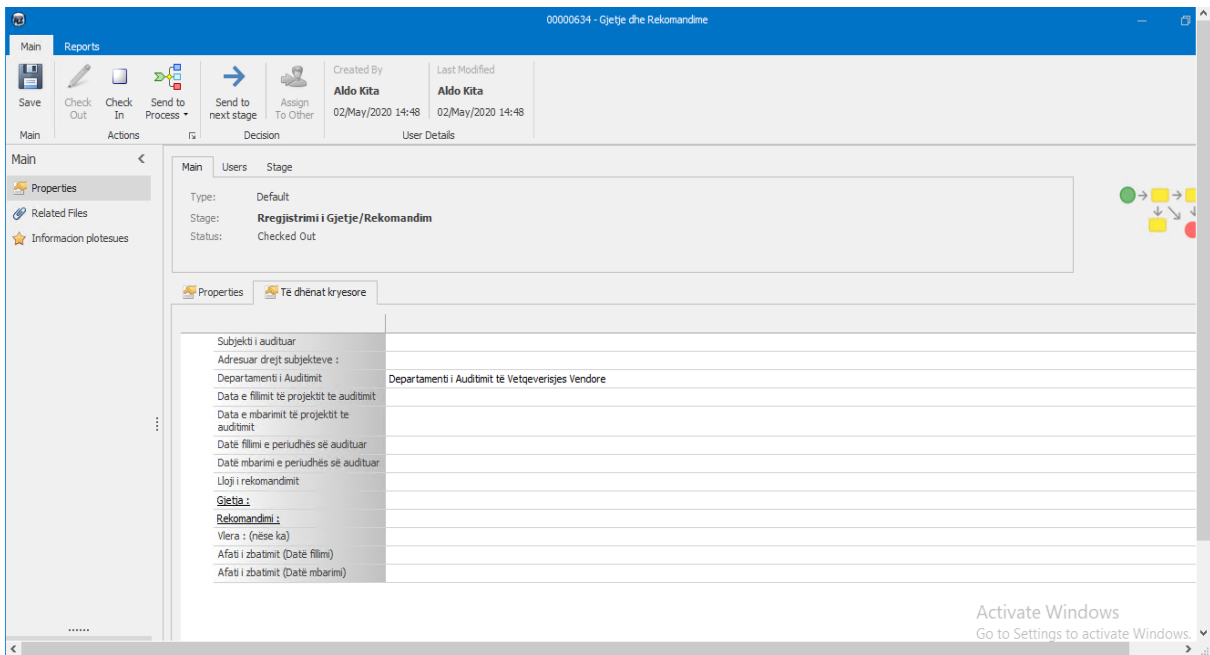 00000634 - Gjetje dhe Rekomandime
Main Reports
Save
Check Out
Check In
Send to Process
Send to next stage
Assign To Other
Created By
Aldo Kita
02/May/2020 14:48
Last Modified
Aldo Kita
02/May/2020 14:48
Main Actions Decision User Details
Main
Properties
Related Files
Informacion plotesues
Main Users Stage
Type: Default
Stage: Rregjistrimi i Gjetje/Rekomandim
Status: Checked Out
Properties Të dhënat kryesore
Subjekti i audituar
Adresuar drejt subjekteve :
Departamenti i Auditimit Departamenti i Auditimit të Vetqeverisjes Vendore
Data e fillimit të projektit te auditimit
Data e mbarimit të projektit te
auditimit
Datë fillimi e periudhës së audituar
Datë mbarimi e periudhës së audituar
Lloji i rekomandimit
Gjetja :
Rekomandimi :
Vlera : (nëse ka)
Afati i zbatimit (Datë fillimi)
Afati i zbatimit (Datë mbarimi)
Activate Windows
Go to Settings to activate Windows.